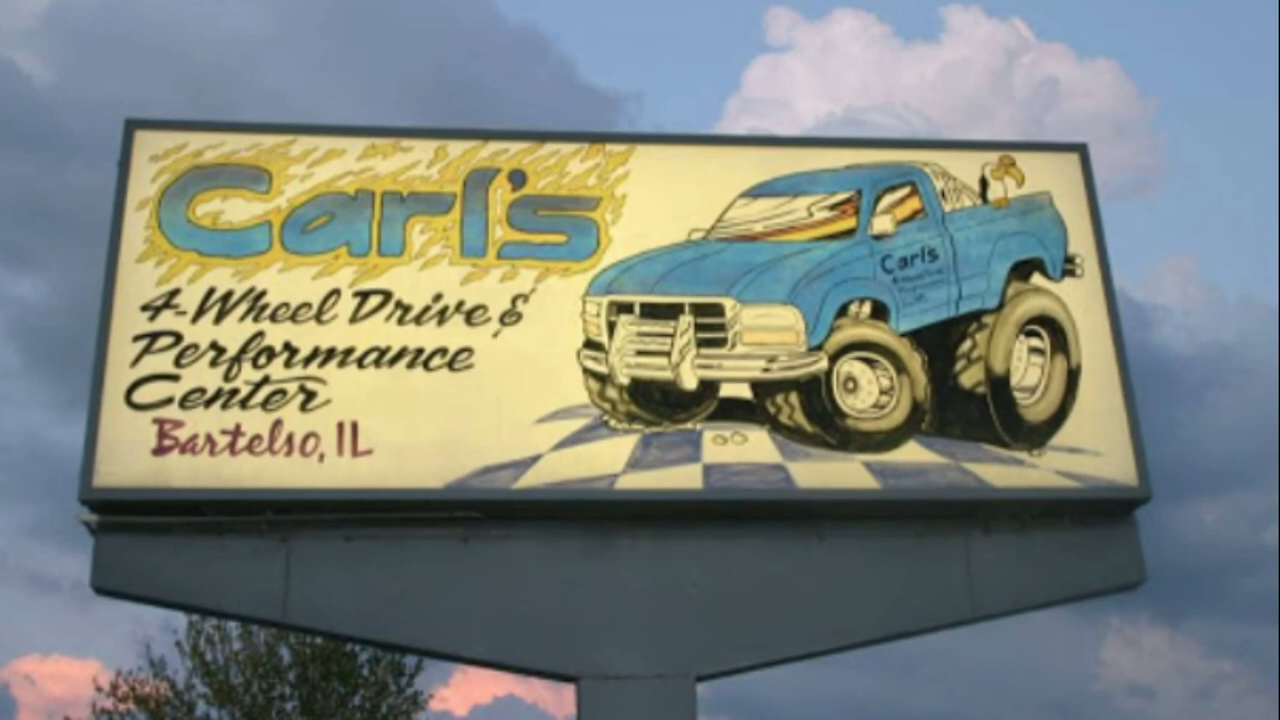 Carl's
4-Wheel Drive &
Performance
Center
Bartelso, IL
Carl's